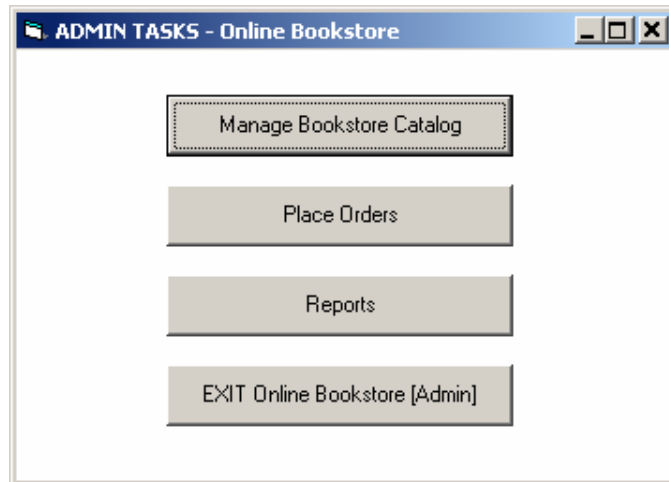 ADMIN TASKS - Online Bookstore
Manage Bookstore Catalog
Place Orders
Reports
EXIT Online Bookstore [Admin]